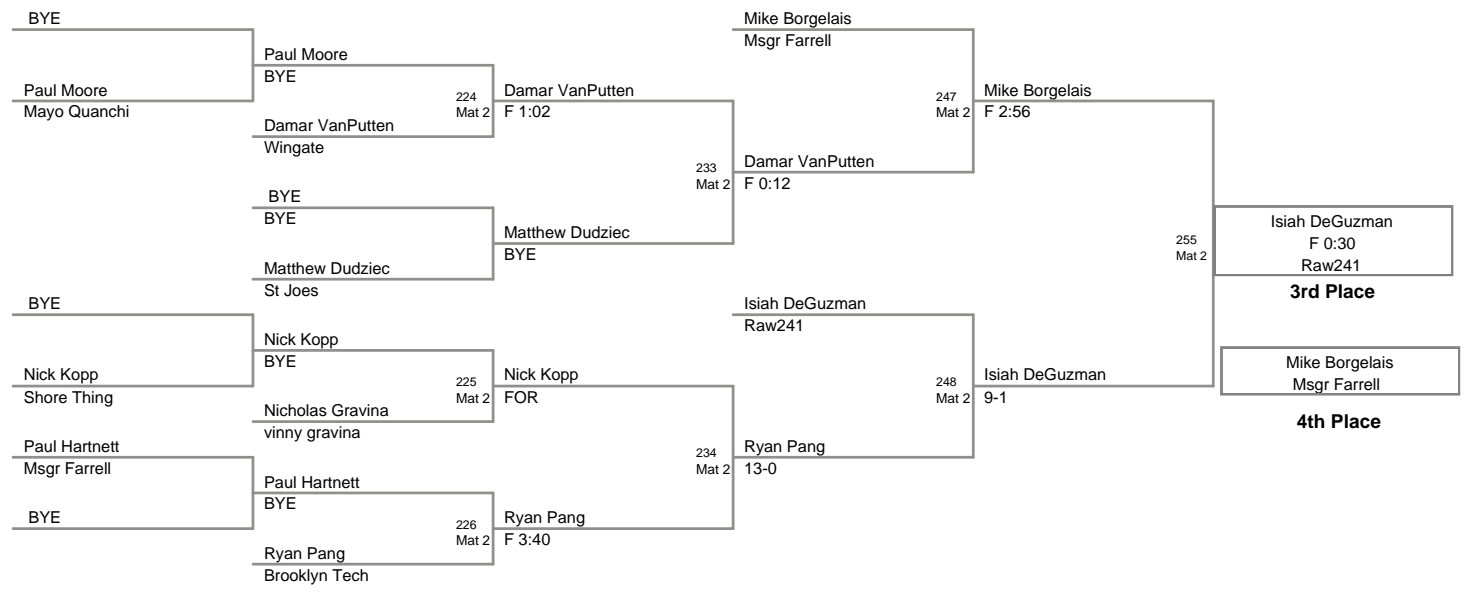 BYE
Paul Moore
Mayo Quanchi
BYE
Nick Kopp
Shore Thing
Paul Hartnett
Msgr Farrell
BYE
Paul Moore
BYE
Damar VanPutten
Wingate
BYE
BYE
Matthew Dudziec
St Joes
Nick Kopp
BYE
Nicholas Gravina
vinny gravina
Paul Hartnett
BYE
Ryan Pang
Brooklyn Tech
224
Mat 2
225
Mat 2
226
Mat 2
Damar VanPutten
F 1:02
Matthew Dudziec
BYE
Nick Kopp
FOR
Ryan Pang
F 3:40
233
Mat 2
234
Mat 2
Mike Borgelais
Msgr Farrell
Damar VanPutten
F 0:12
Isiah DeGuzman
Raw241
Ryan Pang
13-0
247
Mat 2
248
Mat 2
Mike Borgelais
F 2:56
Isiah DeGuzman
9-1
255
Mat 2
Isiah DeGuzman
F 0:30
Raw241
3rd Place
Mike Borgelais
Msgr Farrell
4th Place